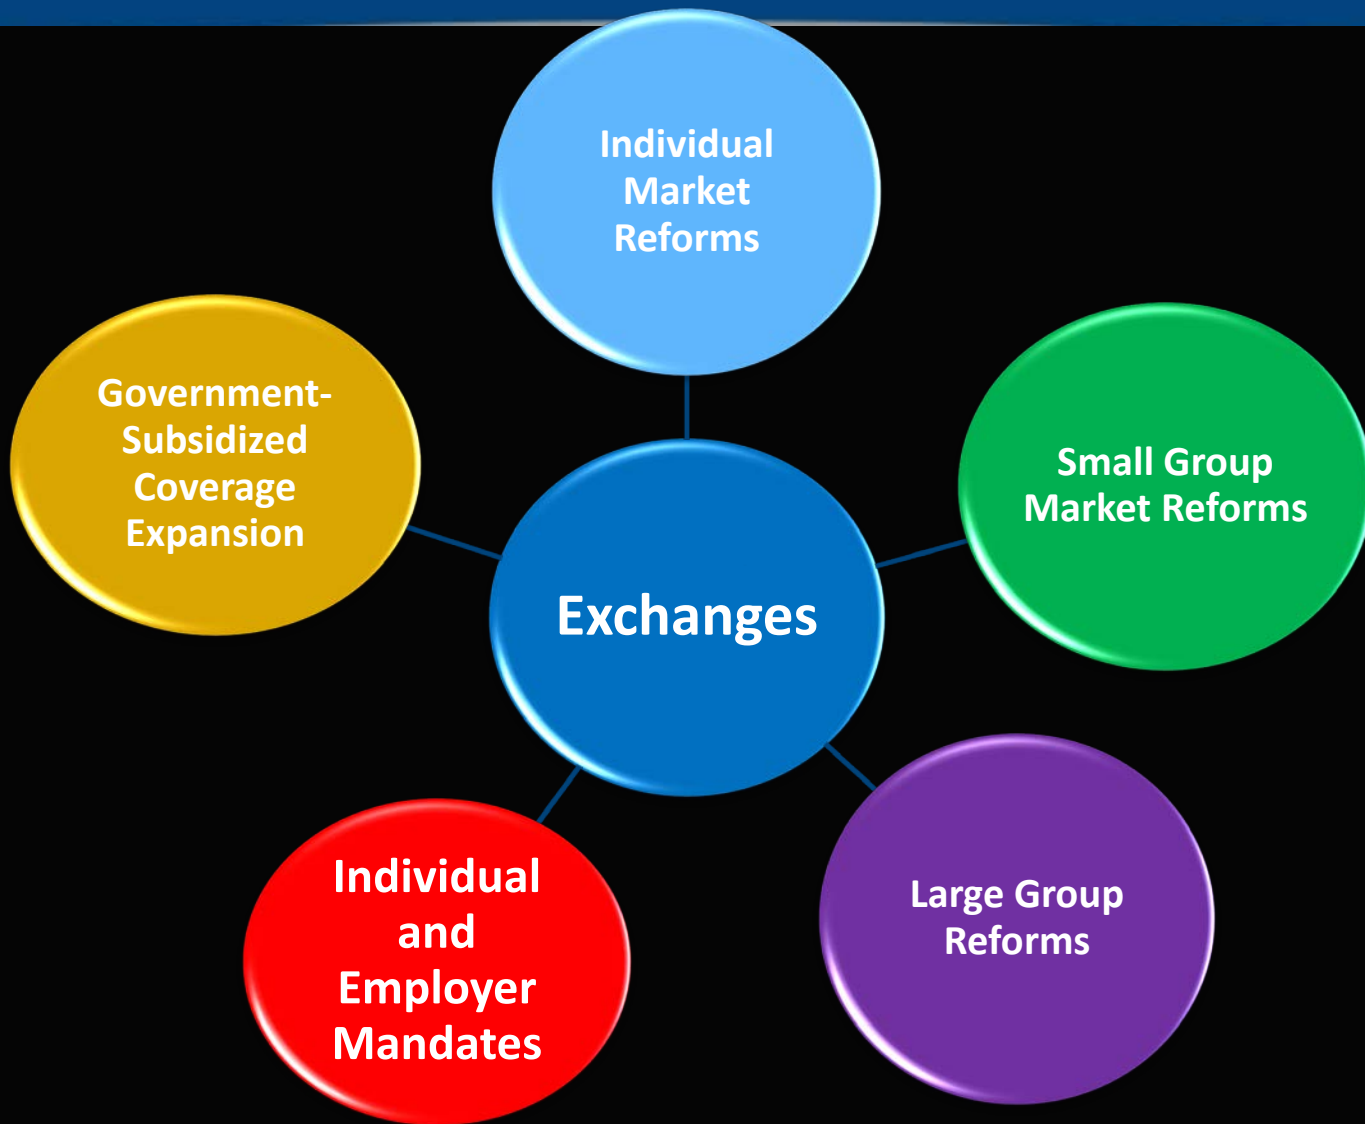 Individual
Market
Reforms
Government-
Subsidized
Coverage
Expansion
Small Group
Market Reforms
Exchanges
Individual
and
Employer
Mandates
Large Group
Reforms